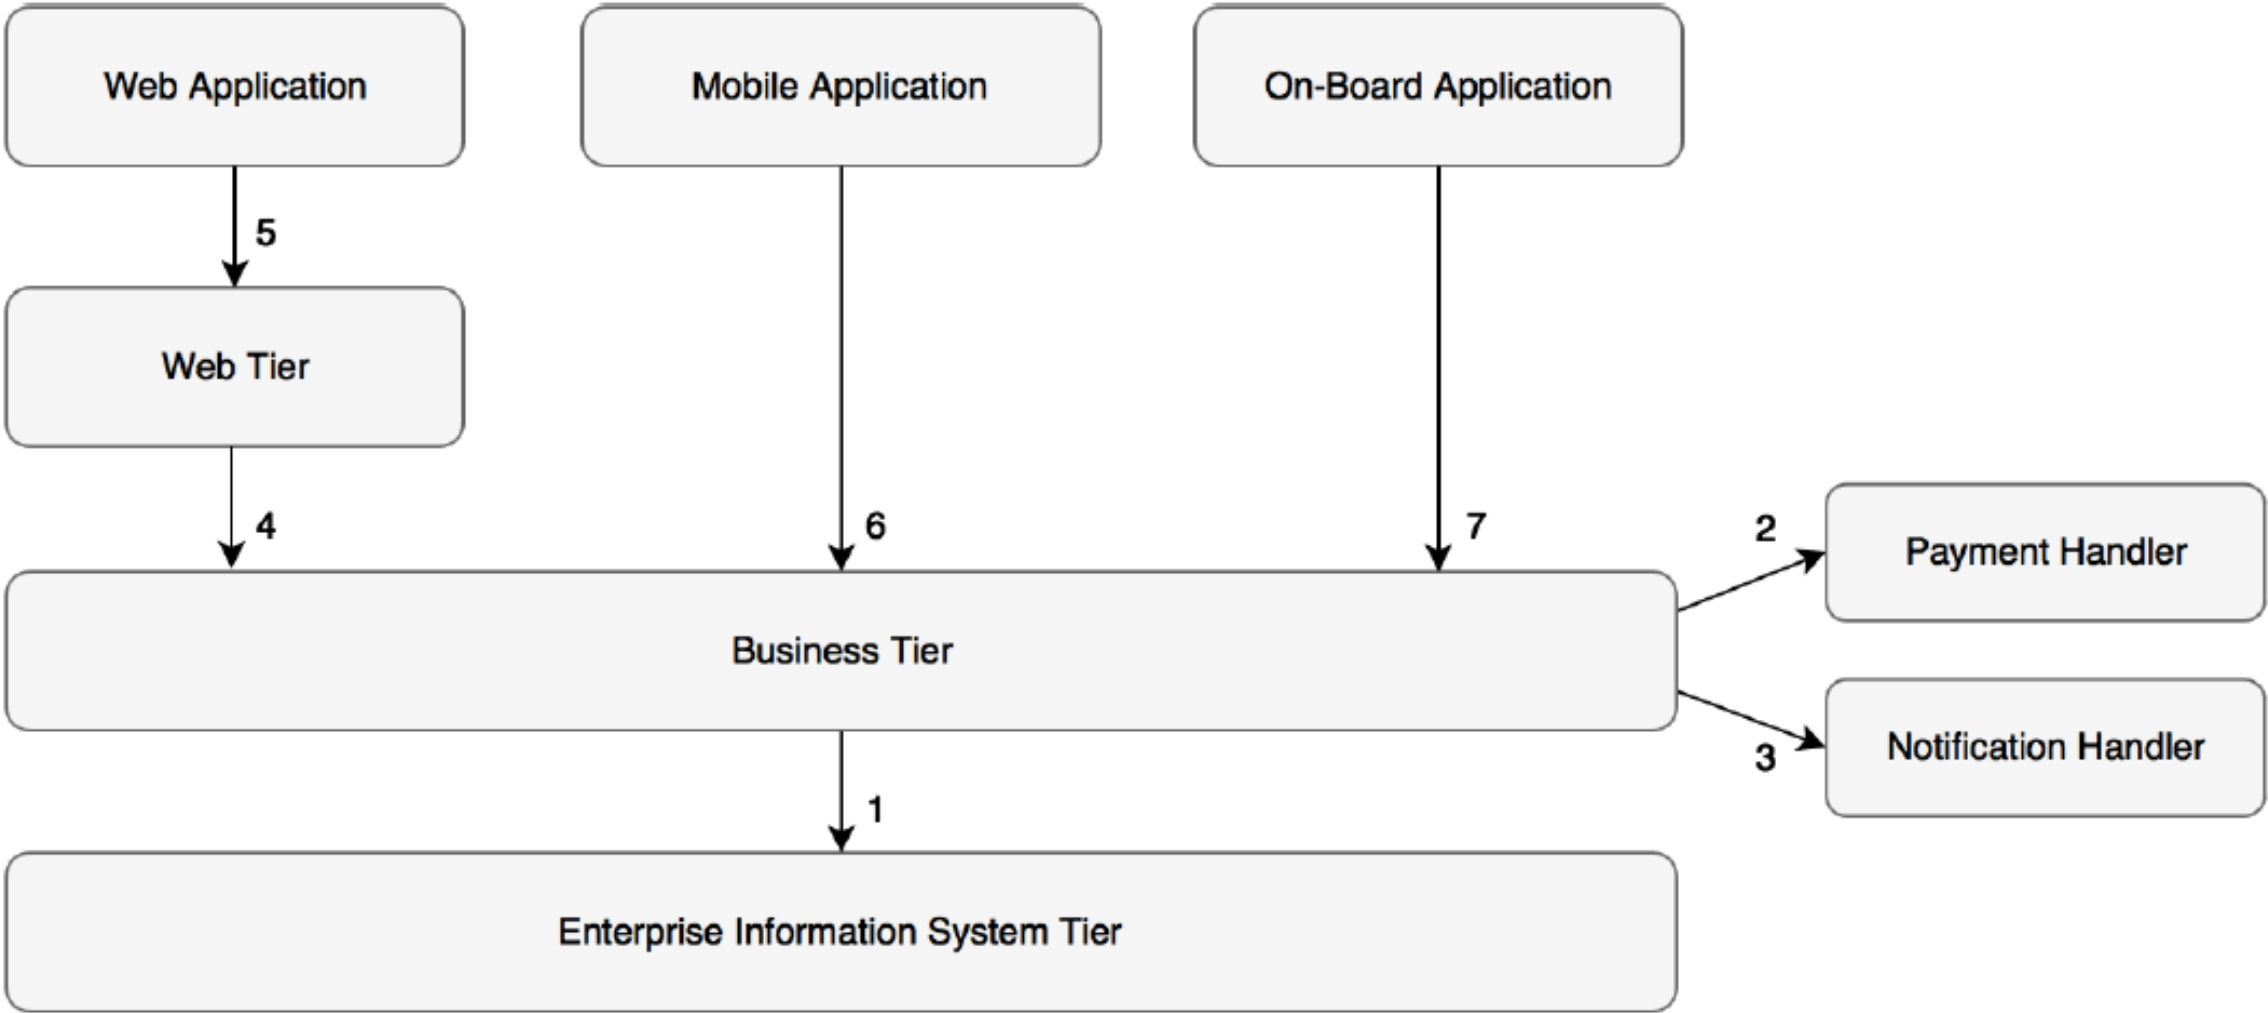 Web Application
Mobile Application
On-Board Application
5
Web Tier
4
6
7
2
Payment Handler
Business Tier
3
Notification Handler
1
Enterprise Information System Tier